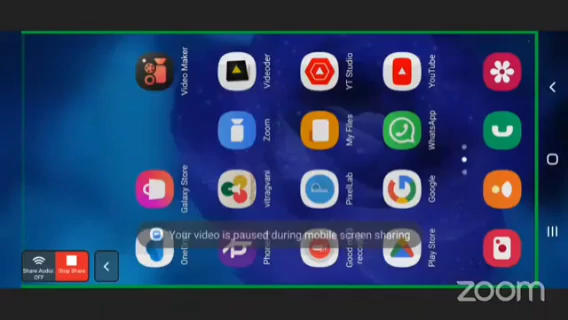 Video Maker
Videoder
YT Studio
YouTube
Zoom
My Files
WhatsApp
Galaxy Store
vitragvani
PixelLab
Google
Your video is paused during mobile screen sharing
Play Store
Share Audio:
OFF
Stop Share
zoom